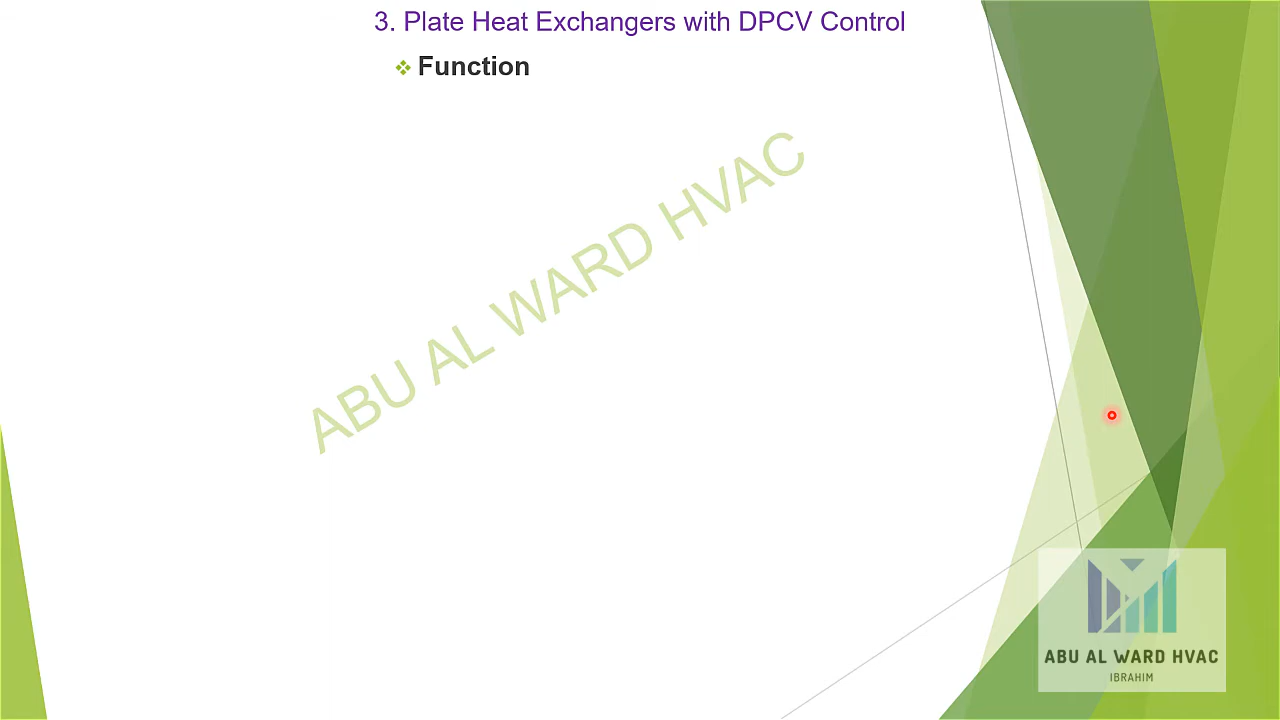 3. Plate Heat Exchangers with DPCV Control
❖ Function
ABU AL WARD HVAC
ABU AL WARD HVAC
IBRAHIM